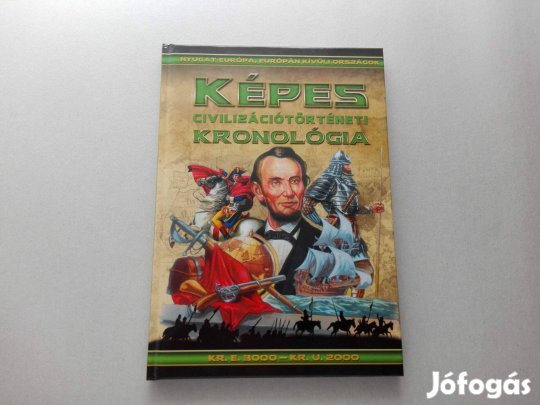 NYUGAT-EURÓPA, EURÓPÁN KÍVÜLI ORSZÁGOK
KÉPES
CIVILIZÁCIÓTÖRTÉNETI
KRONOLÓGIA
KR. E. 3000 – KR. U. 2000
Jófogás